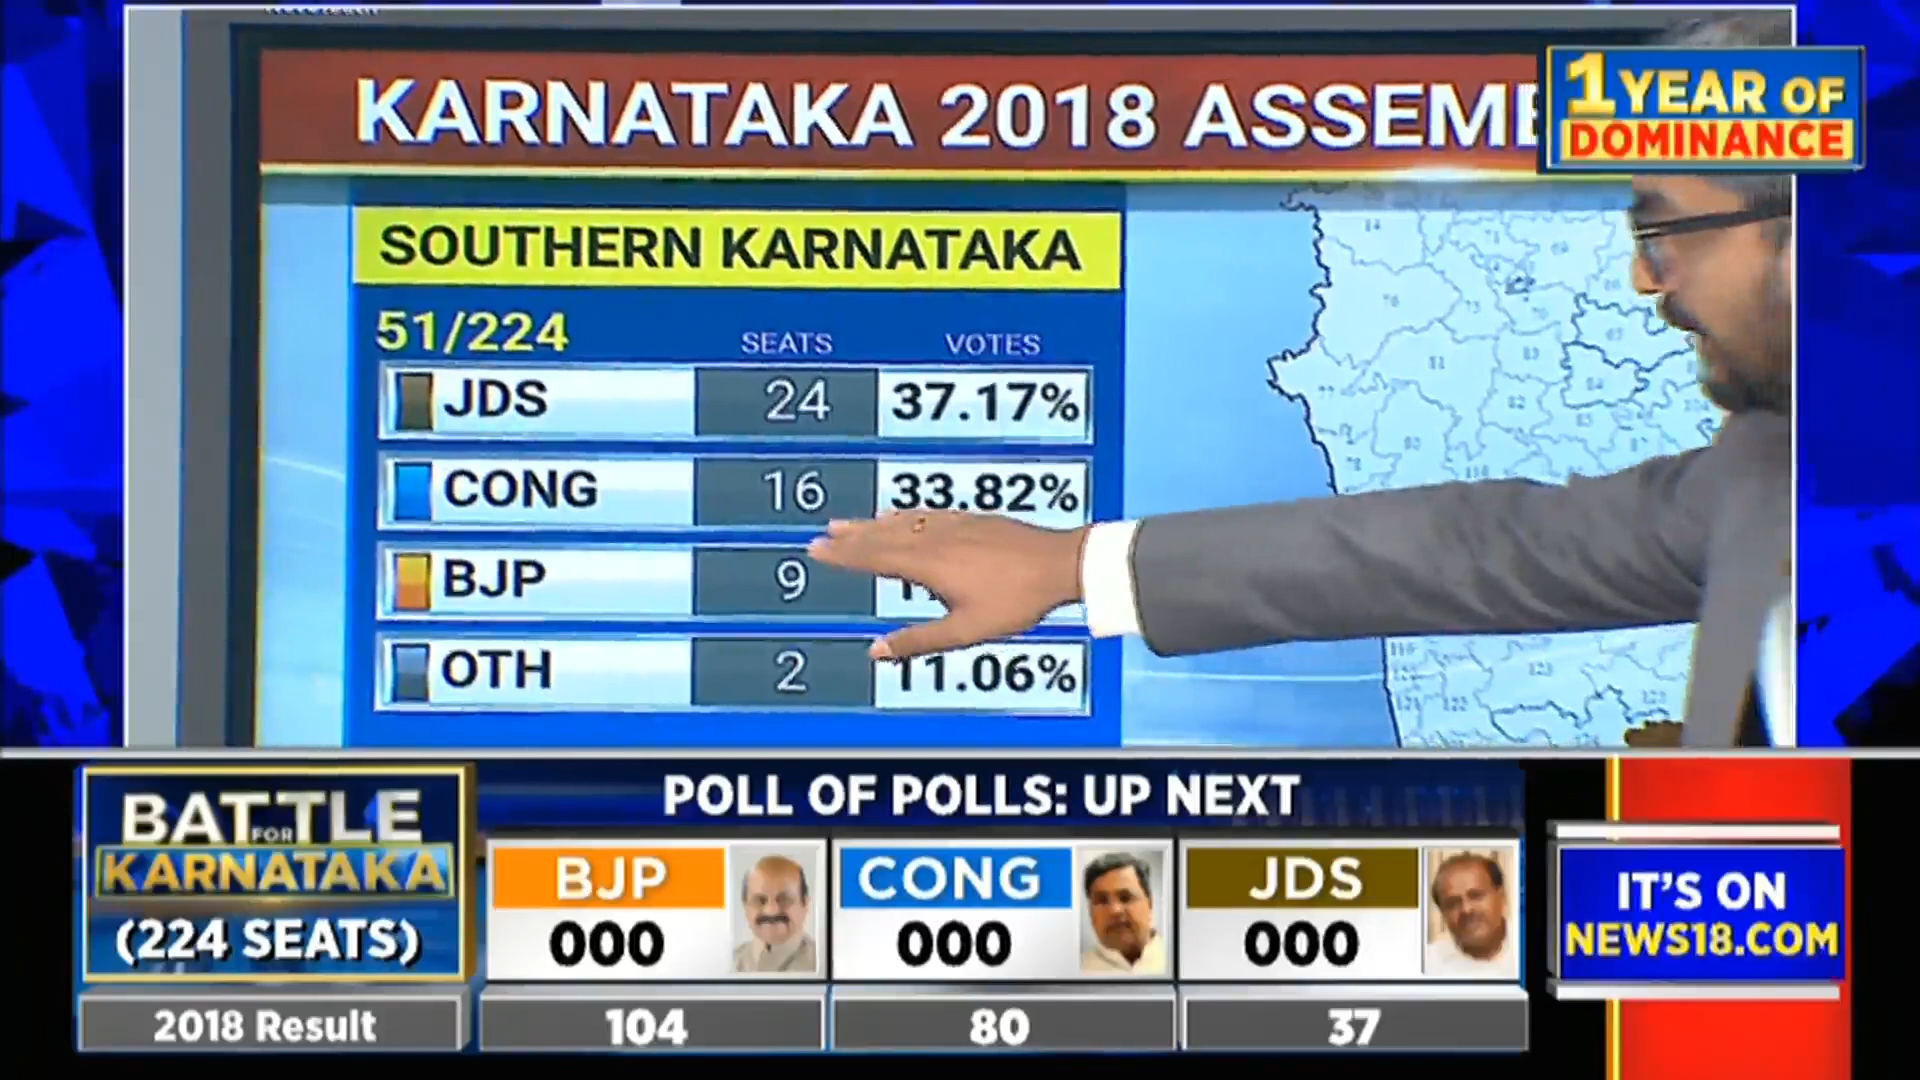 KARNATAKA 2018 ASSEMB
1 YEAR OF
DOMINANCE
SOUTHERN KARNATAKA
51/224 SEATS VOTES
JDS 24 37.17%
CONG 16 33.82%
BJP 9
OTH 2 11.06%
BATTLE
FOR
KARNATAKA
(224 SEATS)
POLL OF POLLS: UP NEXT
BJP CONG JDS
000 000 000
2018 Result 104 80 37
IT'S ON
NEWS18.COM